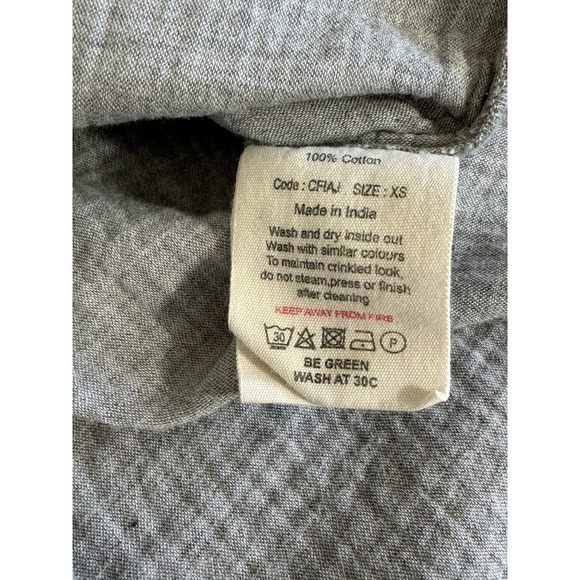 100% Cotton
Code : CFIAJ SIZE : XS
Made in India
Wash and dry inside out
Wash with similar colours
To maintain crinkled look,
do not steam,press or finish
after cleaning
KEEP AWAY FROM FIRE
30 P
BE GREEN
WASH AT 30C